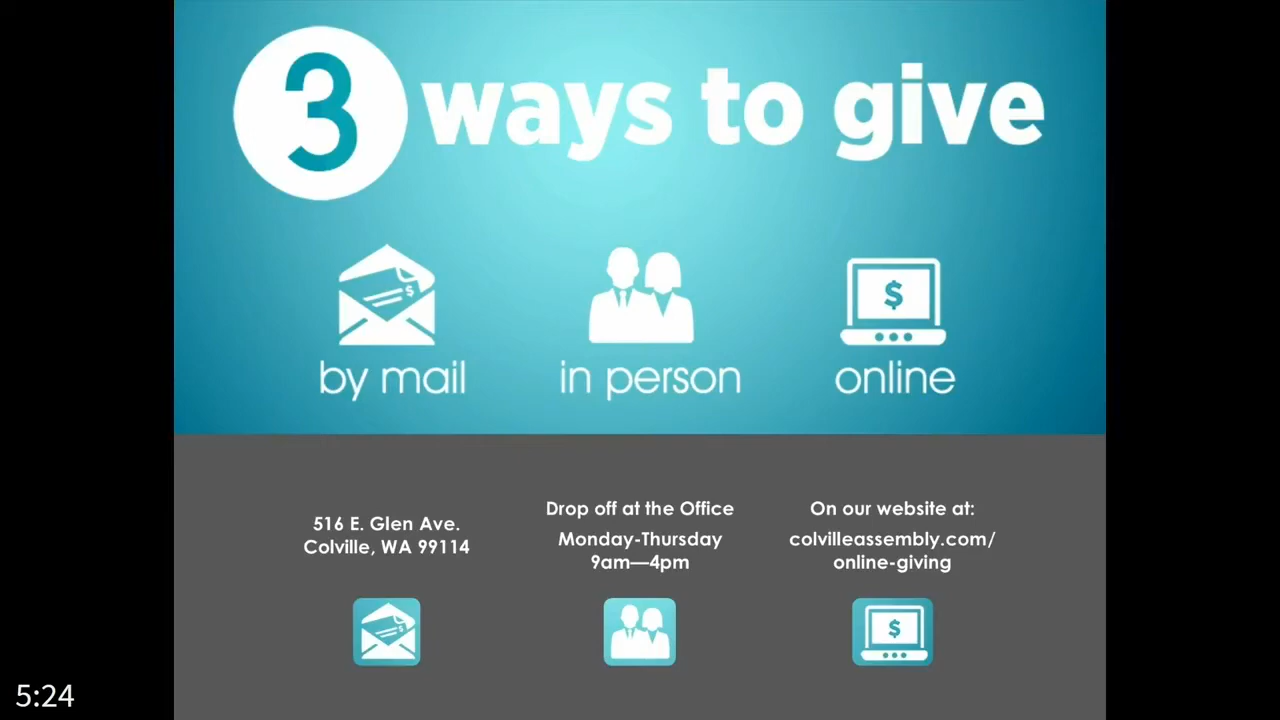 3 ways to give
by mail
in person
online
516 E. Glen Ave.
Colville, WA 99114
Drop off at the Office
Monday-Thursday
9am—4pm
On our website at:
colvilleassembly.com/
online-giving
5:24